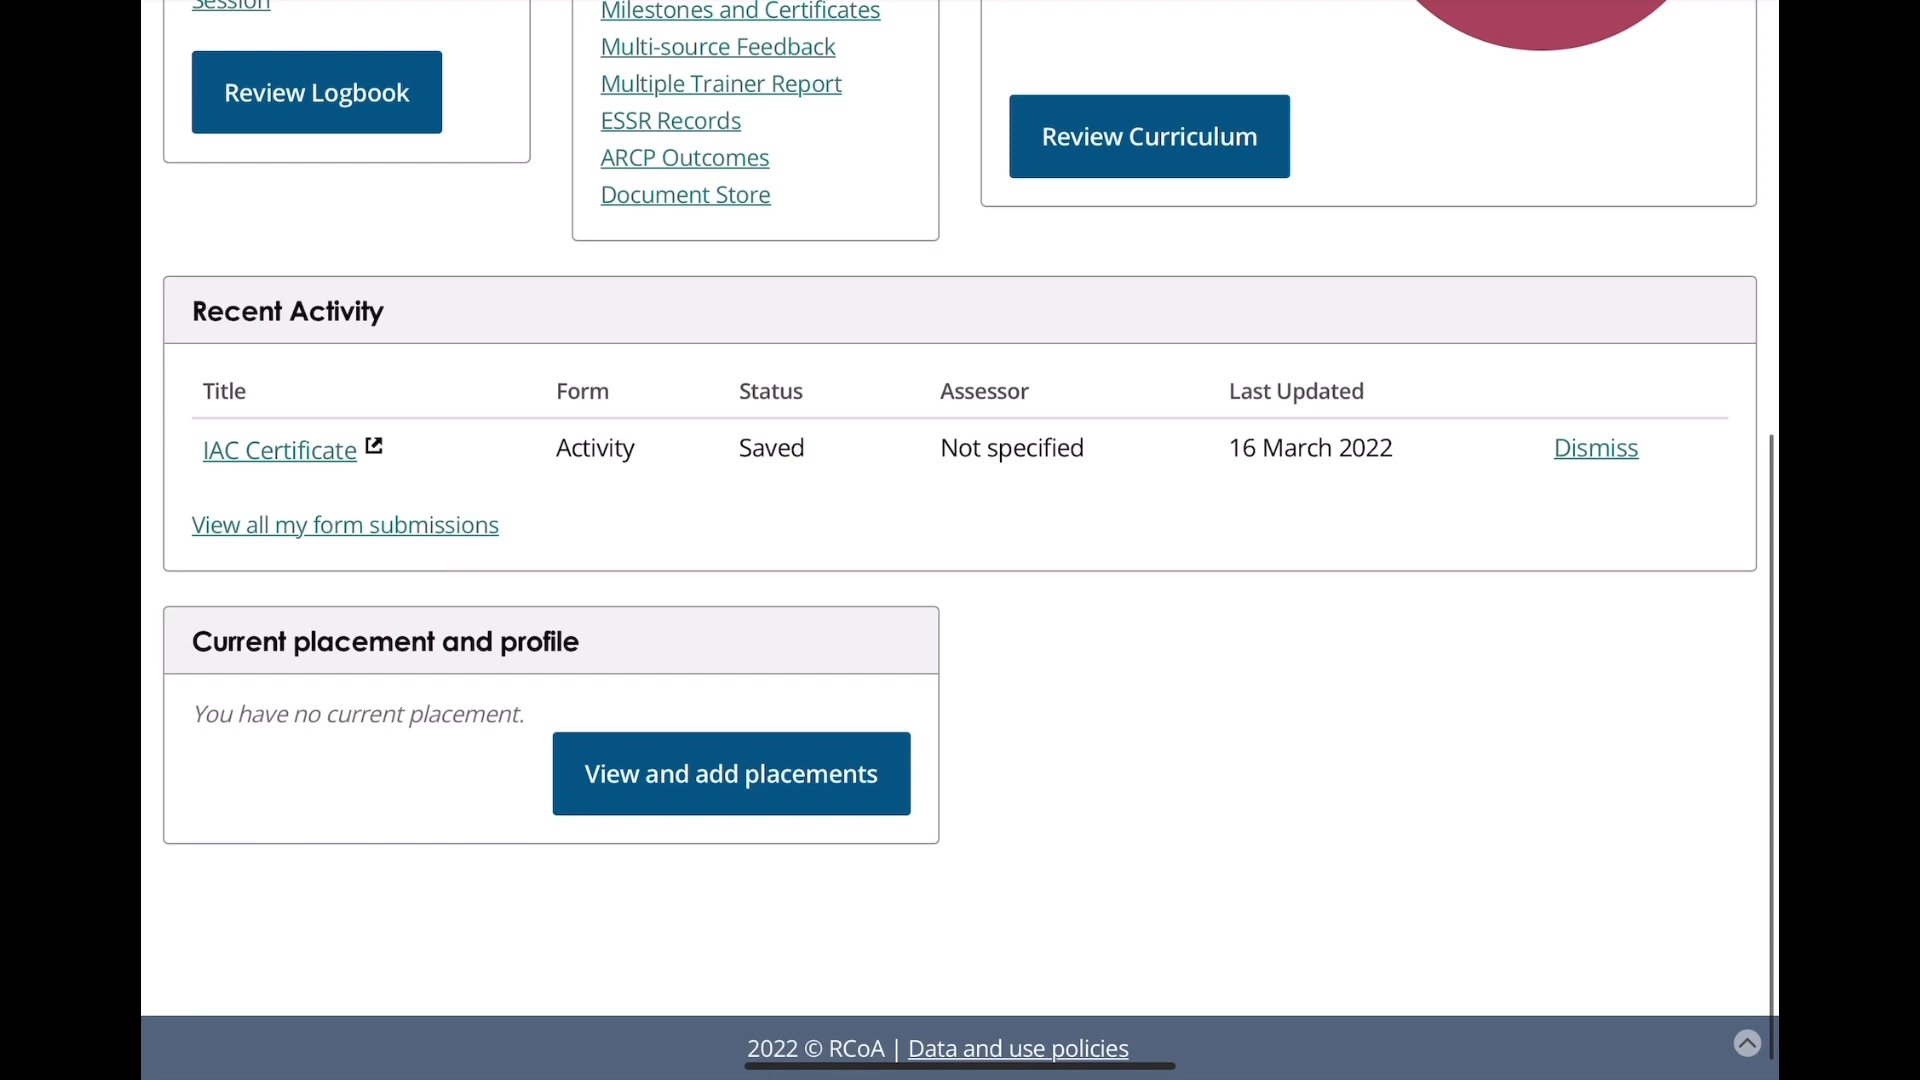 Session
Review Logbook
Milestones and Certificates
Multi-source Feedback
Multiple Trainer Report
ESSR Records
ARCP Outcomes
Document Store
Review Curriculum
Recent Activity
Title Form Status Assessor Last Updated
IAC Certificate Activity Saved Not specified 16 March 2022 Dismiss
View all my form submissions
Current placement and profile
You have no current placement.
View and add placements
2022 © RCoA | Data and use policies